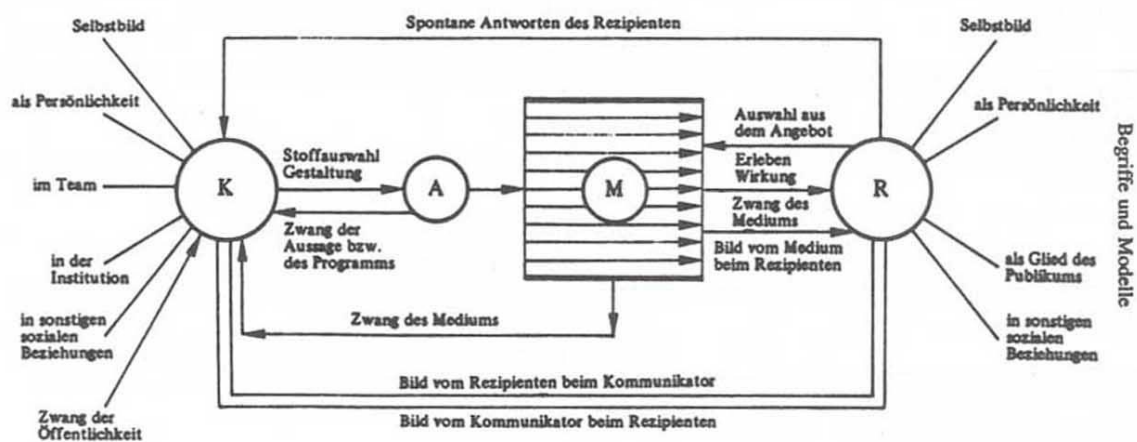 Spontane Antworten des Rezipienten
Selbstbild
als Persönlichkeit
im Team
in der
Institution
in sonstigen
sozialen
Beziehungen
Zwang der
Öffentlichkeit
K
Stoffauswahl
Gestaltung
Zwang der
Aussage bzw.
des Programms
A
M
Zwang des Mediums
Auswahl aus
dem Angebot
Erleben
Wirkung
Zwang des
Mediums
Bild vom Medium
beim Rezipienten
R
Selbstbild
als Persönlichkeit
als Glied des
Publikums
in sonstigen
sozialen
Beziehungen
Bild vom Rezipienten beim Kommunikator
Bild vom Kommunikator beim Rezipienten
Begriffe und Modelle